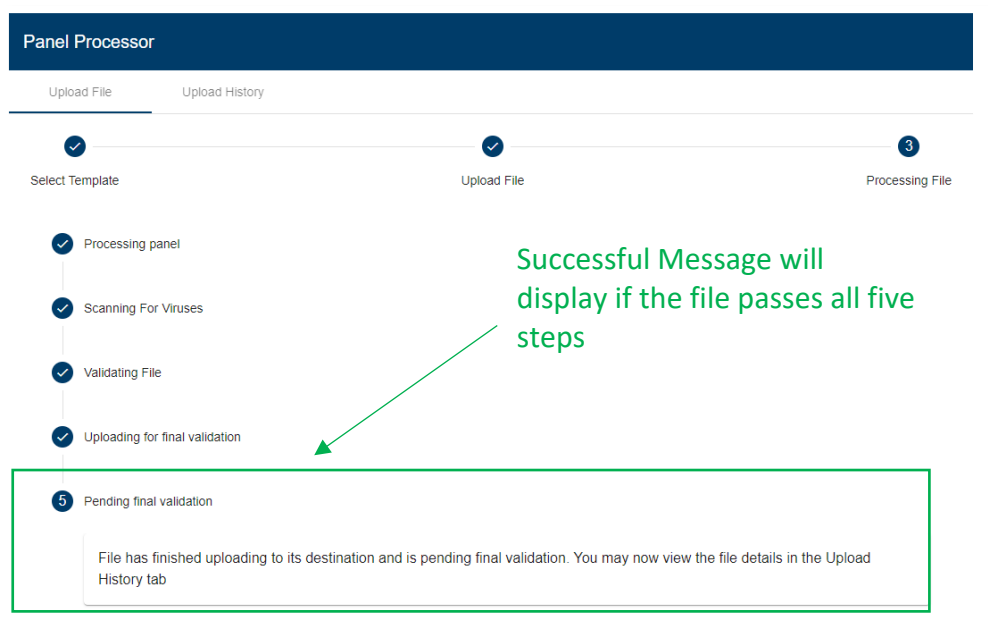 Panel Processor
Upload File
Upload History
3
Select Template
Upload File
Processing File
Processing panel
Scanning For Viruses
Validating File
Uploading for final validation
Successful Message will
display if the file passes all five
steps
5
Pending final validation
File has finished uploading to its destination and is pending final validation. You may now view the file details in the Upload
History tab